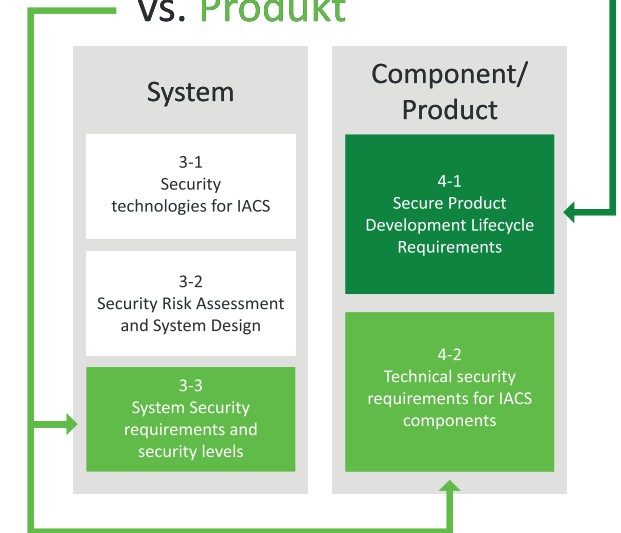 vs. Produkt
System
3-1
Security
technologies for IACS
3-2
Security Risk Assessment
and System Design
3-3
System Security
requirements and
security levels
Component/
Product
4-1
Secure Product
Development Lifecycle
Requirements
4-2
Technical security
requirements for IACS
components